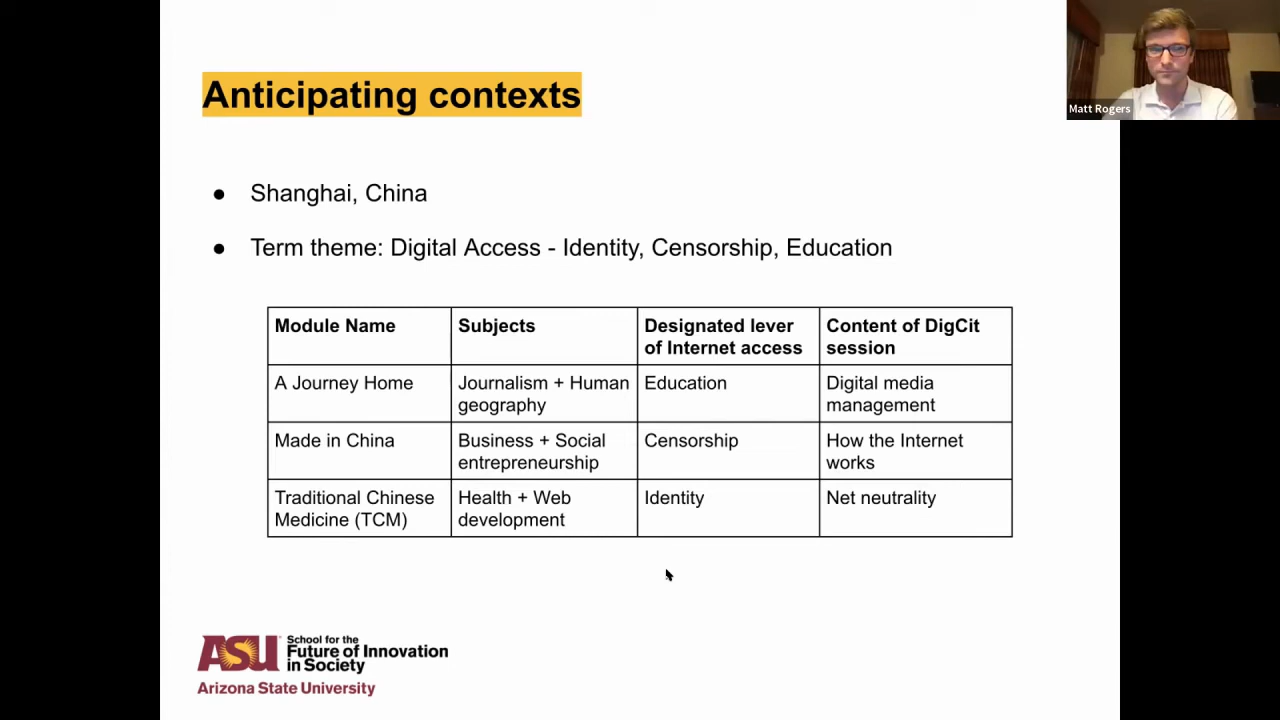 Anticipating contexts
Matt Rogers
● Shanghai, China
● Term theme: Digital Access - Identity, Censorship, Education
Module Name
Subjects
Designated lever
of Internet access
Content of DigCit
session
A Journey Home
Journalism + Human
geography
Education
Digital media
management
Made in China
Business + Social
entrepreneurship
Censorship
How the Internet
works
Traditional Chinese
Medicine (TCM)
Health + Web
development
Identity
Net neutrality
ASU
School for the
Future of Innovation
in Society
Arizona State University